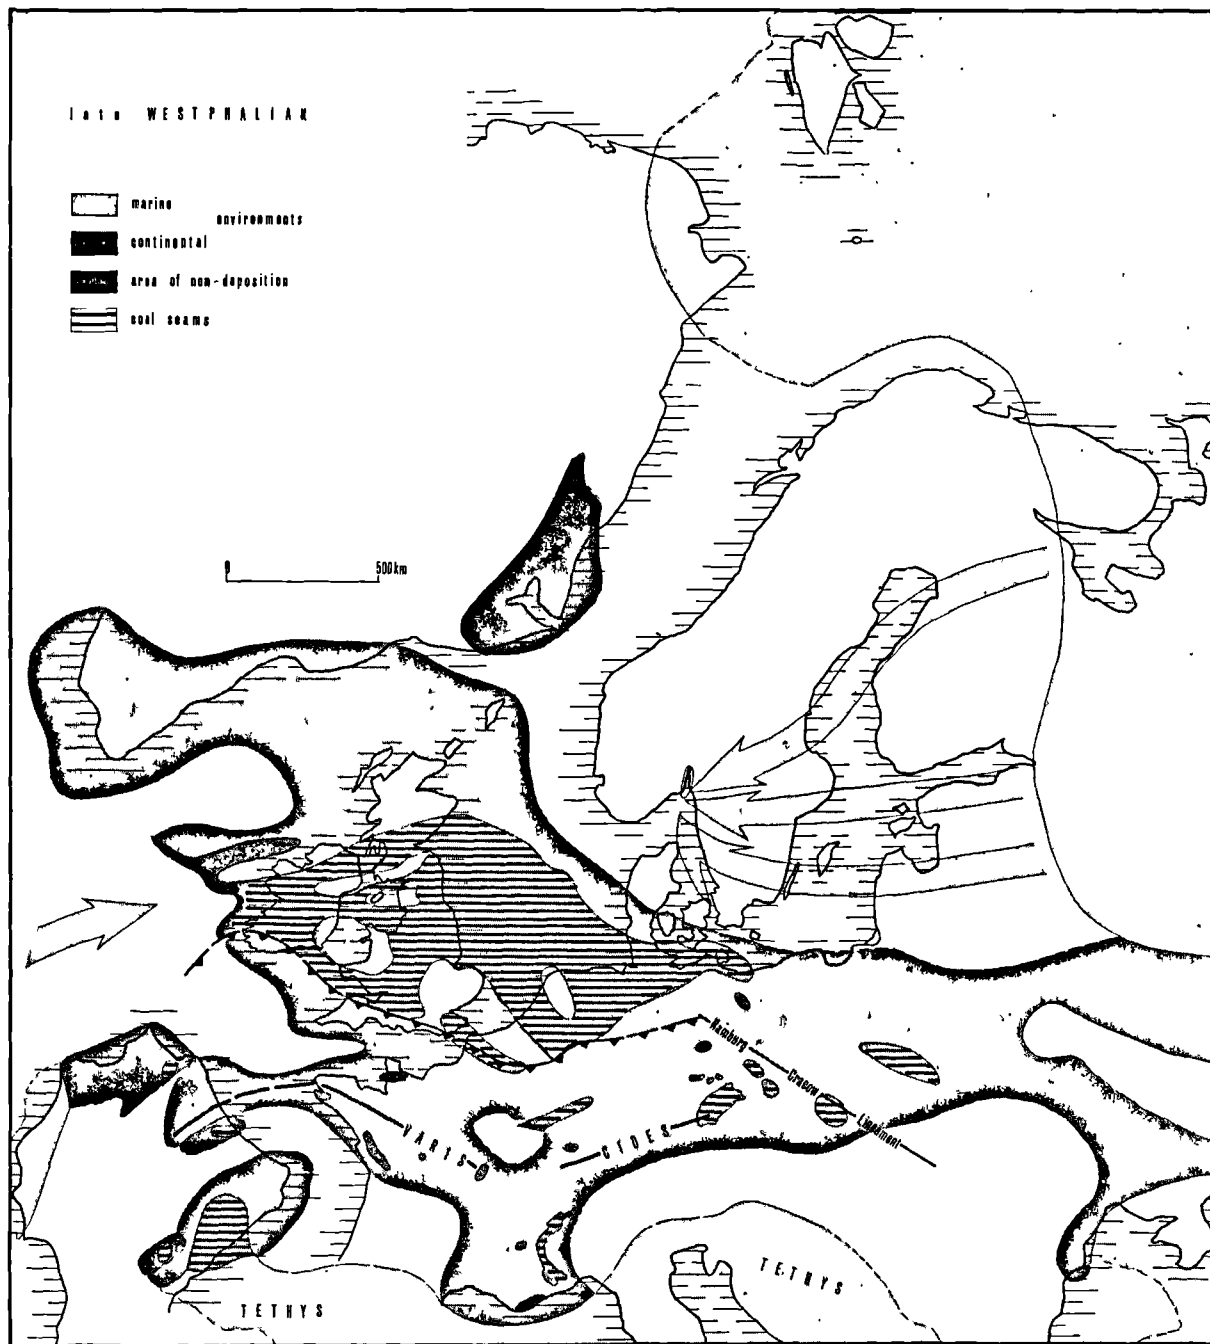 late WESTPHALIAN
marine
environments
continental
area of non-deposition
coal seams
0
500km
?
Hamburg
Cracow
Lineament
VARIS
CIDES
TETHYS
TETHYS